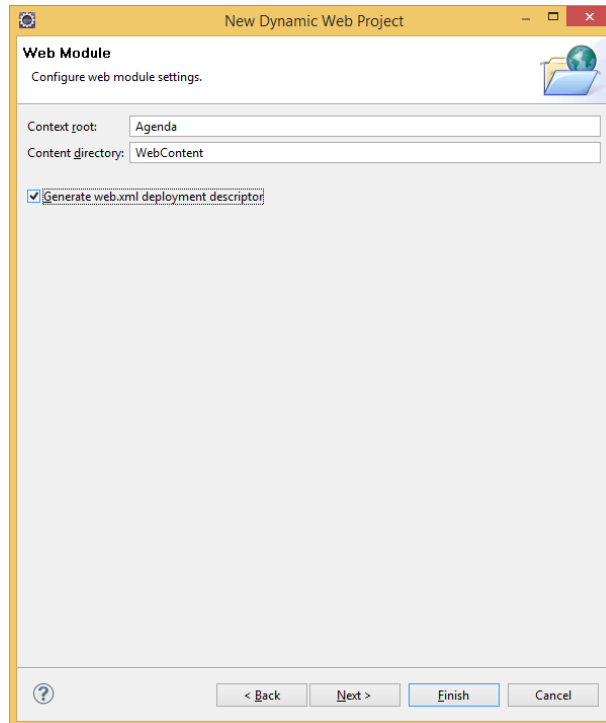 New Dynamic Web Project
Web Module
Configure web module settings.
Context root: Agenda
Content directory: WebContent
Generate web.xml deployment descriptor
? < Back Next > Finish Cancel